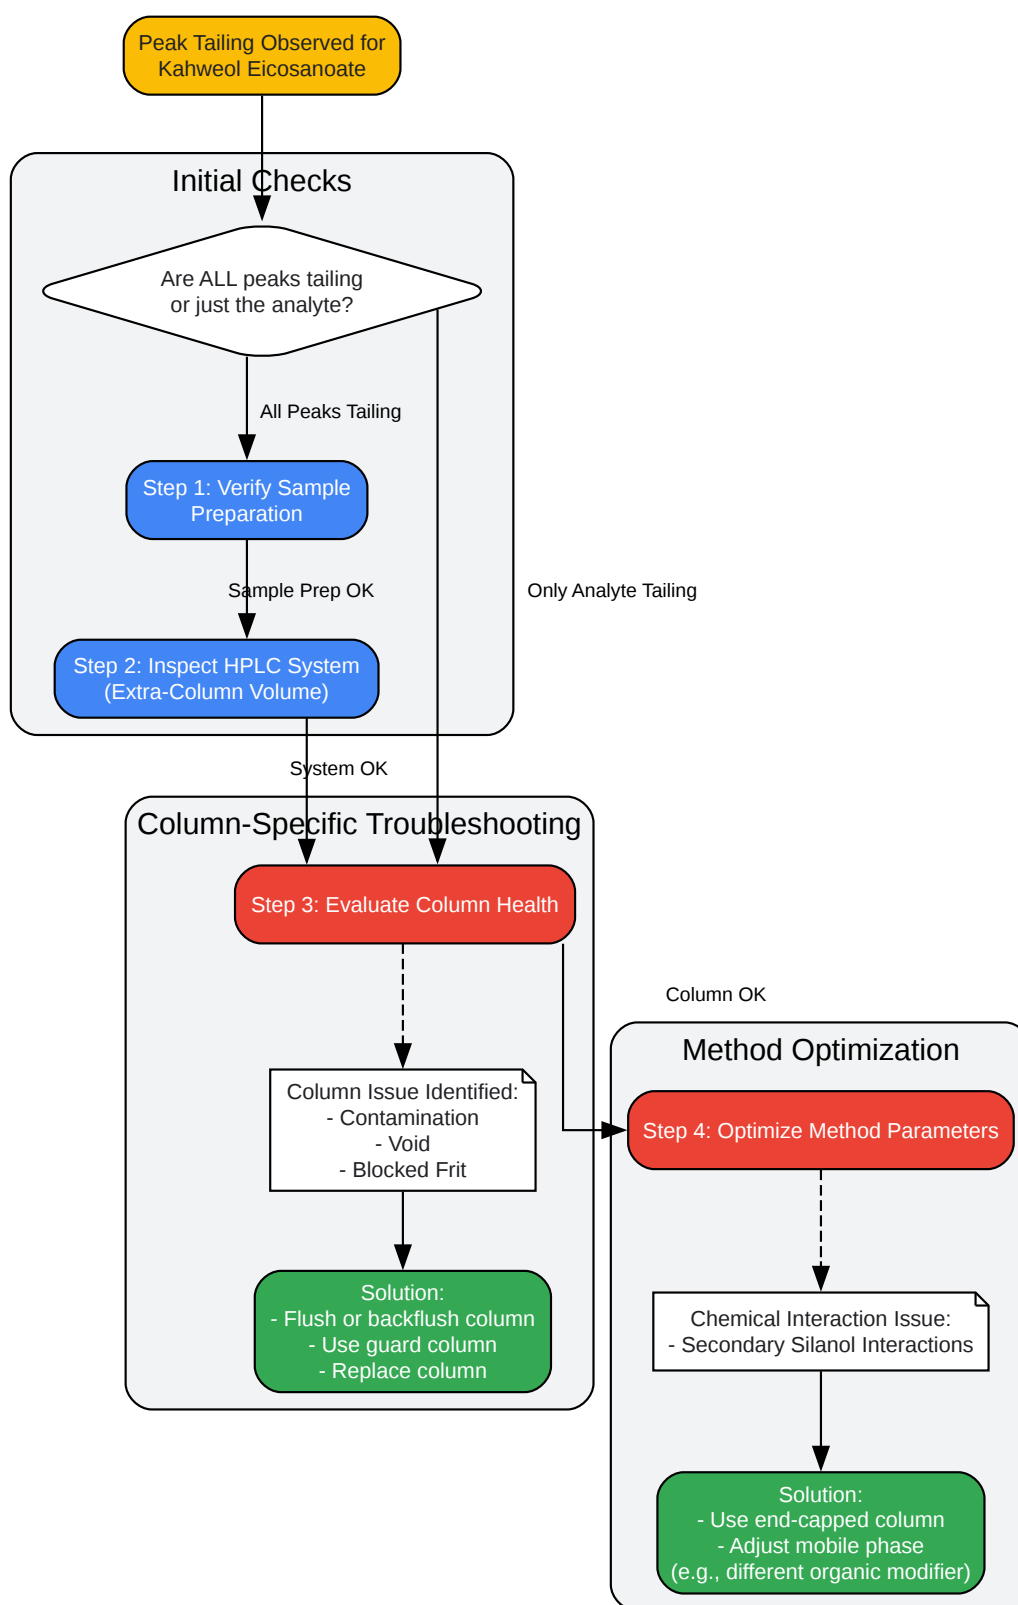 Peak Tailing Observed for
Kahweol Eicosanoate
Initial Checks
Are ALL peaks tailing
or just the analyte?
All Peaks Tailing
Step 1: Verify Sample
Preparation
Sample Prep OK
Only Analyte Tailing
Step 2: Inspect HPLC System
(Extra-Column Volume)
System OK
Column-Specific Troubleshooting
Step 3: Evaluate Column Health
Column OK
Column Issue Identified:
- Contamination
- Void
- Blocked Frit
Solution:
- Flush or backflush column
- Use guard column
- Replace column
Method Optimization
Step 4: Optimize Method Parameters
Chemical Interaction Issue:
- Secondary Silanol Interactions
Solution:
- Use end-capped column
- Adjust mobile phase
(e.g., different organic modifier)